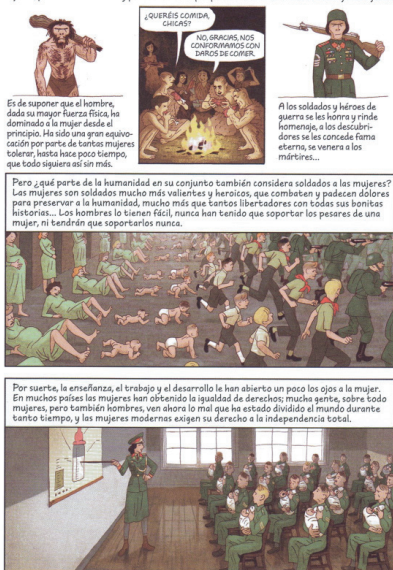 ¿QUERÉIS COMIDA,
CHICAS?
NO, GRACIAS, NOS
CONFORMAMOS CON
DAROS DE COMER
Es de suponer que el hombre,
dada su mayor fuerza física, ha
dominado a la mujer desde el
principio. Ha sido una gran equivo-
cación por parte de tantas mujeres
tolerar, hasta hace poco tiempo,
que todo siguiera así sin más.
A los soldados y héroes de
guerra se les honra y rinde
homenaje, a los descubri-
dores se les concede fama
eterna, se venera a los
mártires...
Pero ¿qué parte de la humanidad en su conjunto también considera soldados a las mujeres?
Las mujeres son soldados mucho más valientes y heroicos, que combaten y padecen dolores
para preservar a la humanidad, mucho más que tantos libertadores con todas sus bonitas
historias... Los hombres lo tienen fácil, nunca han tenido que soportar los pesares de una
mujer, ni tendrán que soportarlos nunca.
Por suerte, la enseñanza, el trabajo y el desarrollo le han abierto un poco los ojos a la mujer.
En muchos países las mujeres han obtenido la igualdad de derechos; mucha gente, sobre todo
mujeres, pero también hombres, ven ahora lo mal que ha estado dividido el mundo durante
tanto tiempo, y las mujeres modernas exigen su derecho a la independencia total.